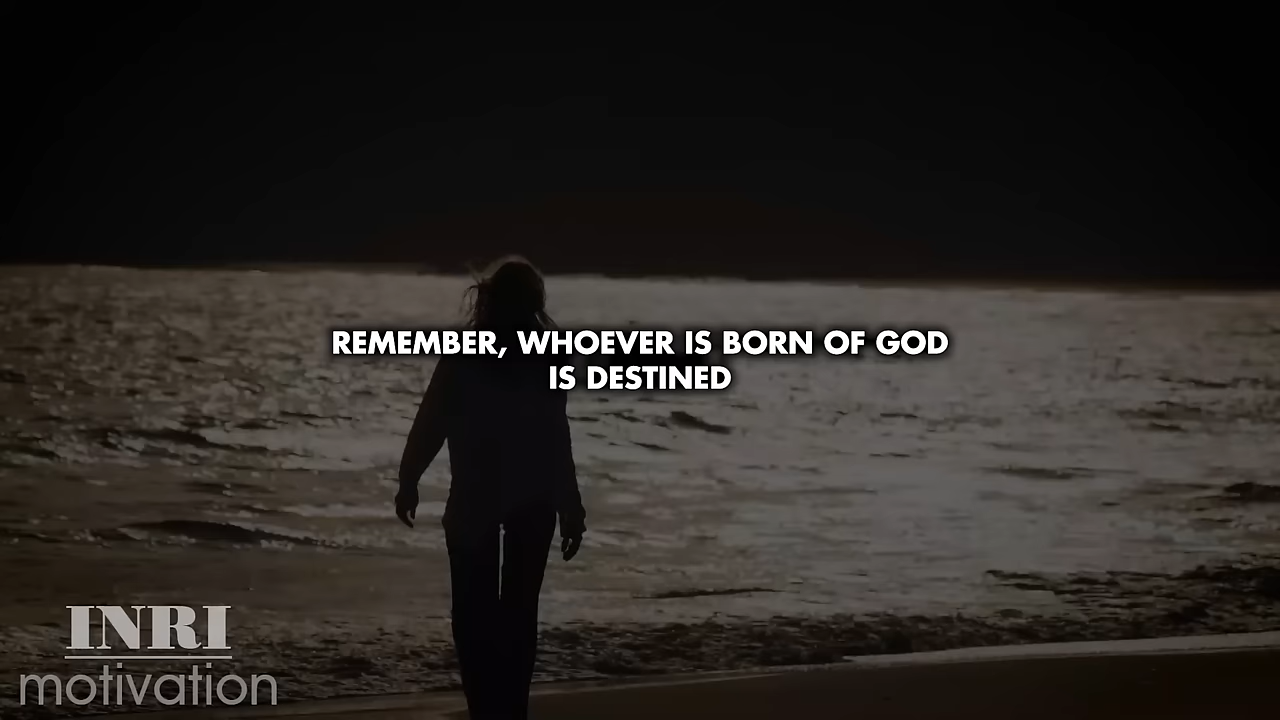 REMEMBER, WHOEVER IS BORN OF GOD
IS DESTINED
INRI
motivation